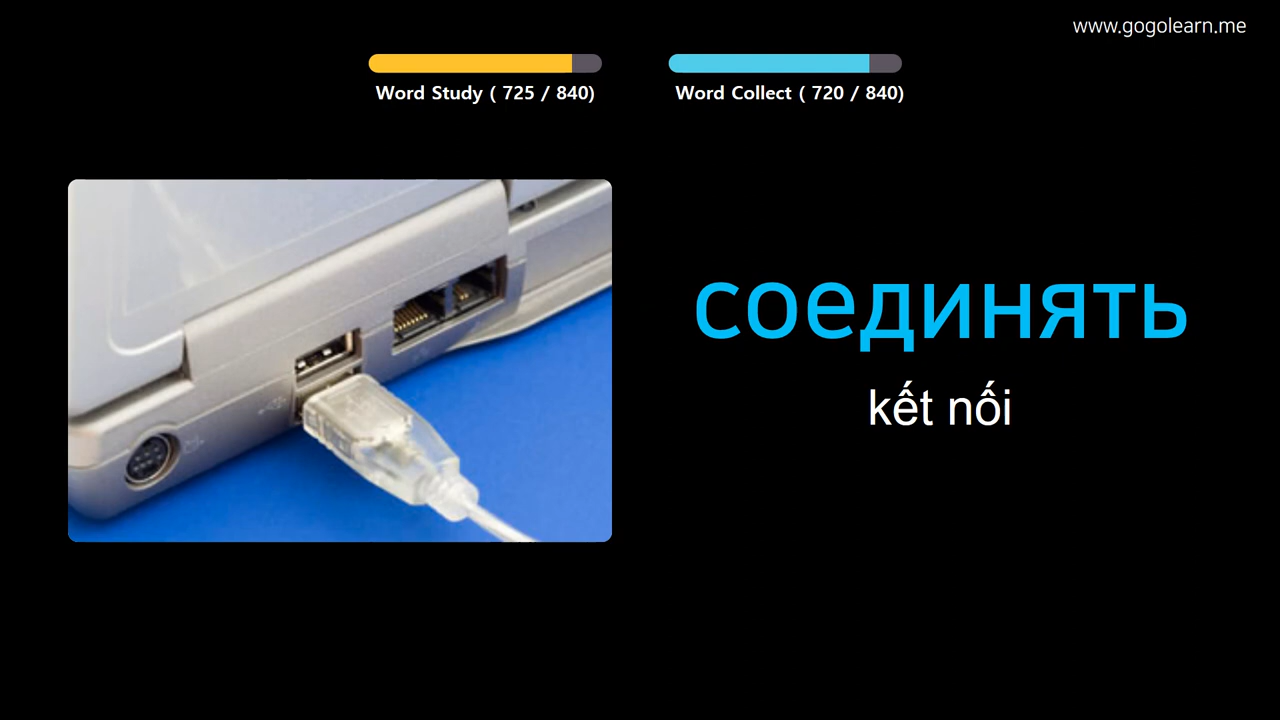 www.gogolearn.me
Word Study ( 725 / 840)
Word Collect ( 720 / 840)
соединять
kết nối